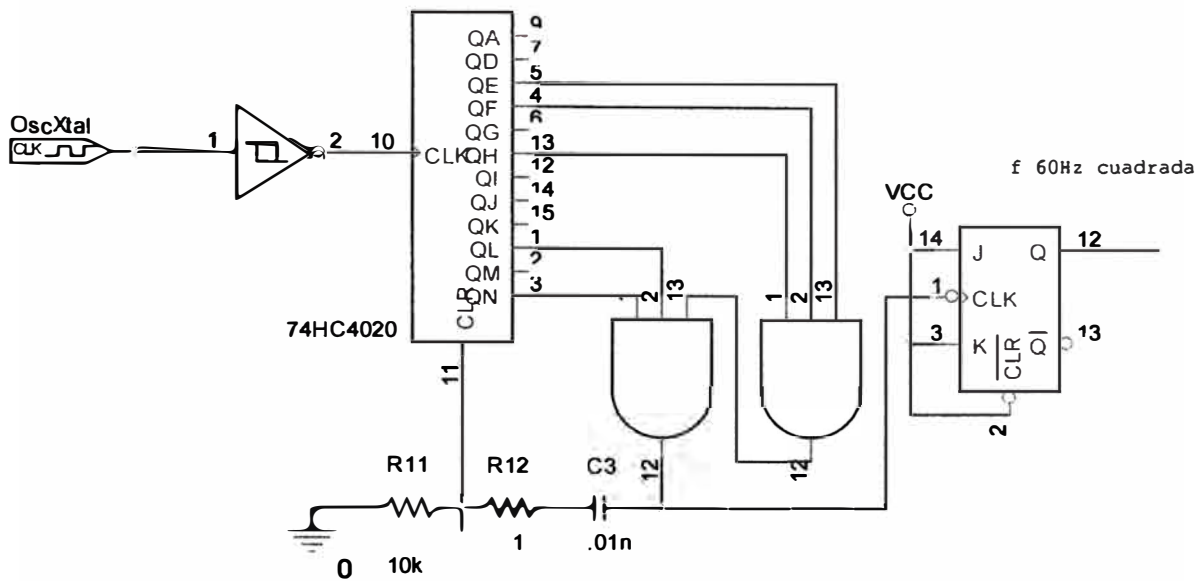 OscXtal
CLK
1
2
10
CLK
QA
9
QD
7
QE
5
QF
4
QG
6
QH
13
QI
12
QJ
14
QK
15
QL
1
QM
2
QN
3
CLR
74HC4020
11
2
13
1
2
13
12
12
R11
R12
C3
0
10k
1
.01n
f 60Hz cuadrada
VCC
14
J
Q
12
1
CLK
3
K
CLR
Q
13
2